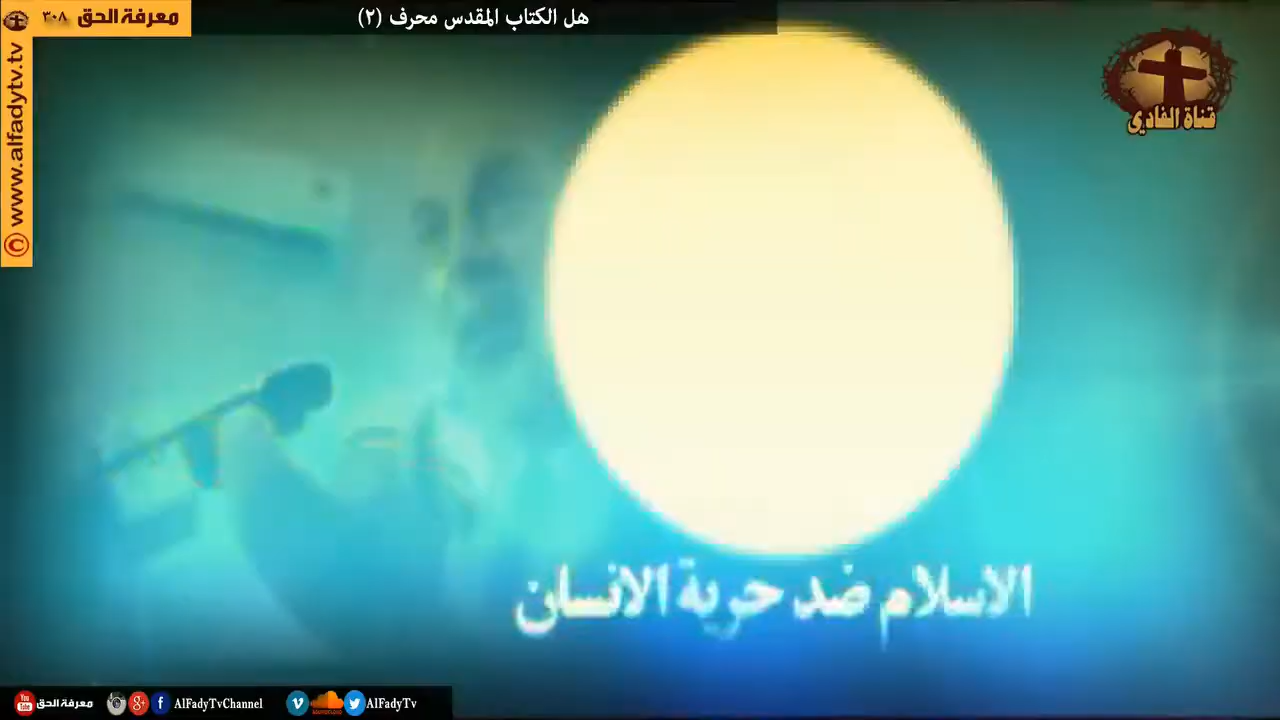 معرفة الحق ٣٠٨
هل الكتاب المقدس محرف (٢)
www.alfadytv.tv
قناة الفادي
الاسلام ضد حرية الانسان
معرفة الحق
AlFadyTvChannel
AlFadyTv